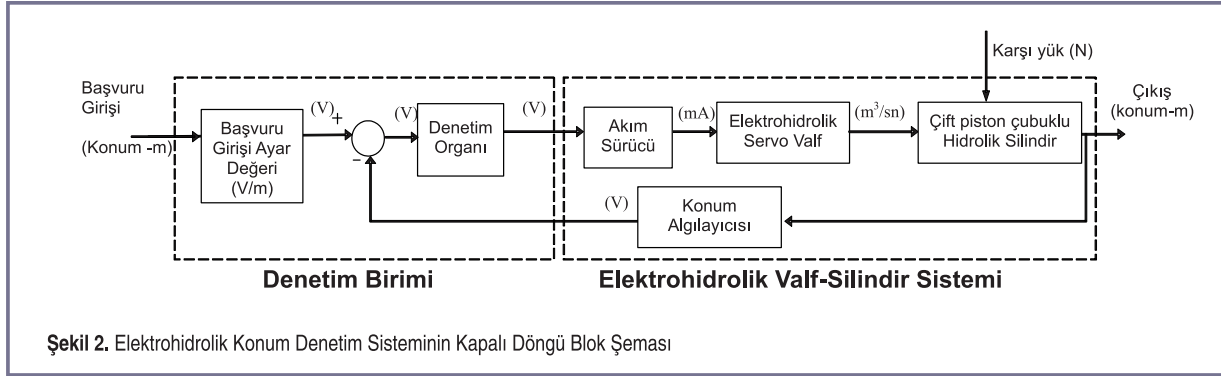 Karşı yük (N)
Başvuru
Girişi
(Konum -m)
Başvuru
Girişi Ayar
Değeri
(V/m)
(V)
+
-
(V)
Denetim
Organı
(V)
Akım
Sürücü
(mA)
Elektrohidrolik
Servo Valf
(m³/sn)
Çift piston çubuklu
Hidrolik Silindir
Çıkış
(konum-m)
(V)
Konum
Algılayıcısı
Denetim Birimi
Elektrohidrolik Valf-Silindir Sistemi
Şekil 2. Elektrohidrolik Konum Denetim Sisteminin Kapalı Döngü Blok Şeması